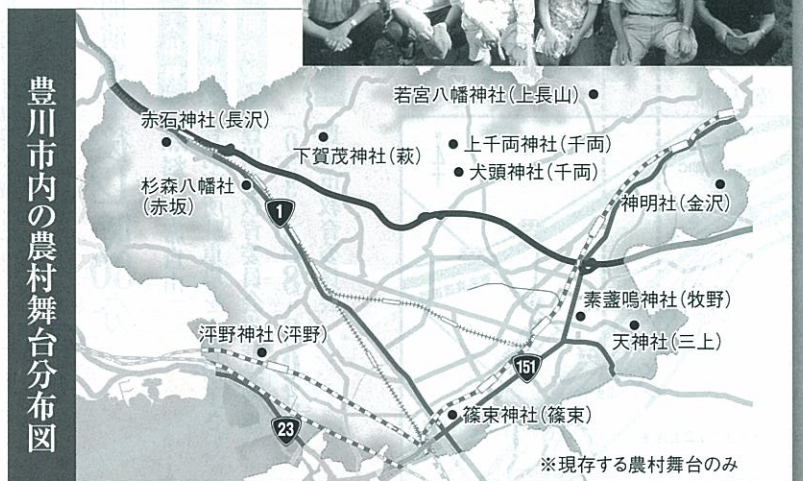 豊川市内の農村舞台分布図
若宮八幡神社(上長山)
赤石神社(長沢)
下賀茂神社(萩)
上千両神社(千両)
犬頭神社(千両)
杉森八幡社
(赤坂)
神明社(金沢)
1
素盞嗚神社(牧野)
天神社(三上)
泙野神社(泙野)
151
篠束神社(篠束)
23
※現存する農村舞台のみ